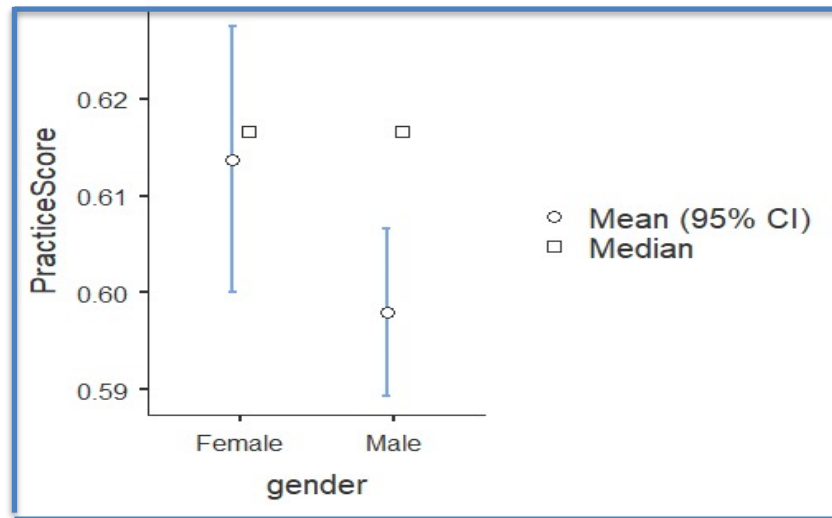 0.62
0.61
0.60
0.59
PracticeScore
Female Male
gender
Mean (95% CI)
Median